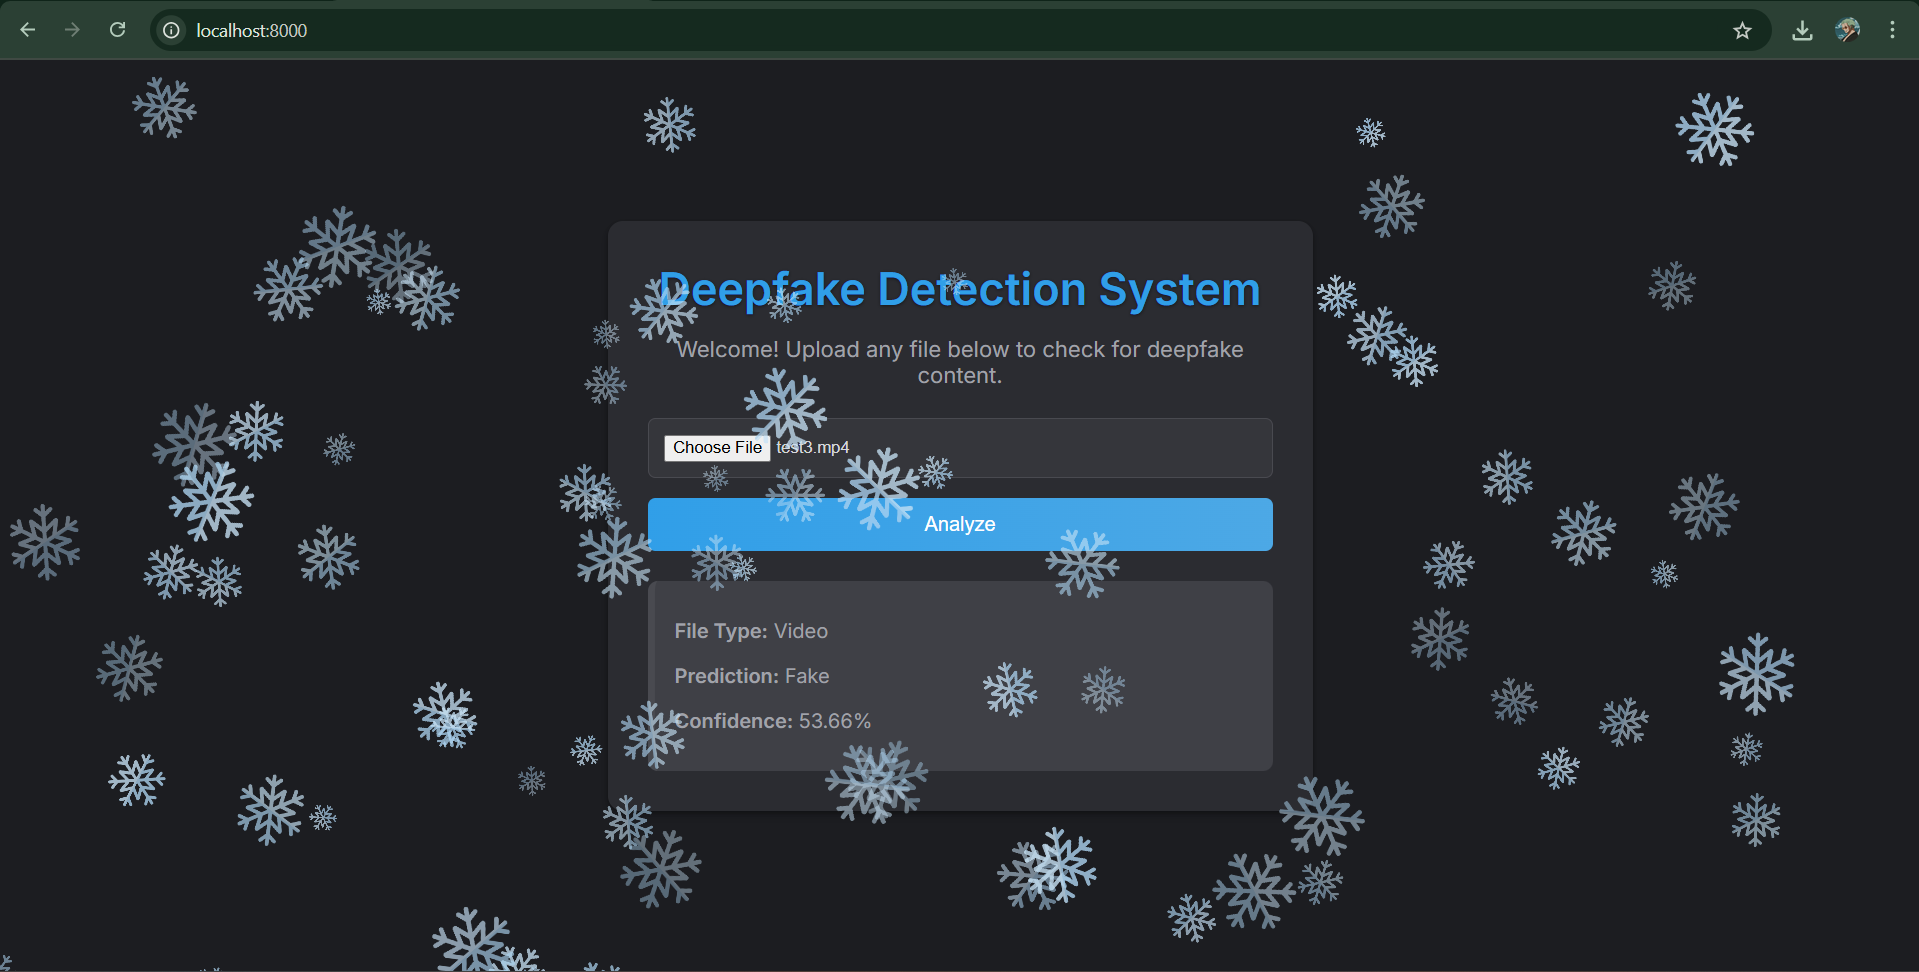 localhost:8000
Deepfake Detection System
Welcome! Upload any file below to check for deepfake
content.
Choose File test3.mp4
Analyze
File Type: Video
Prediction: Fake
Confidence: 53.66%